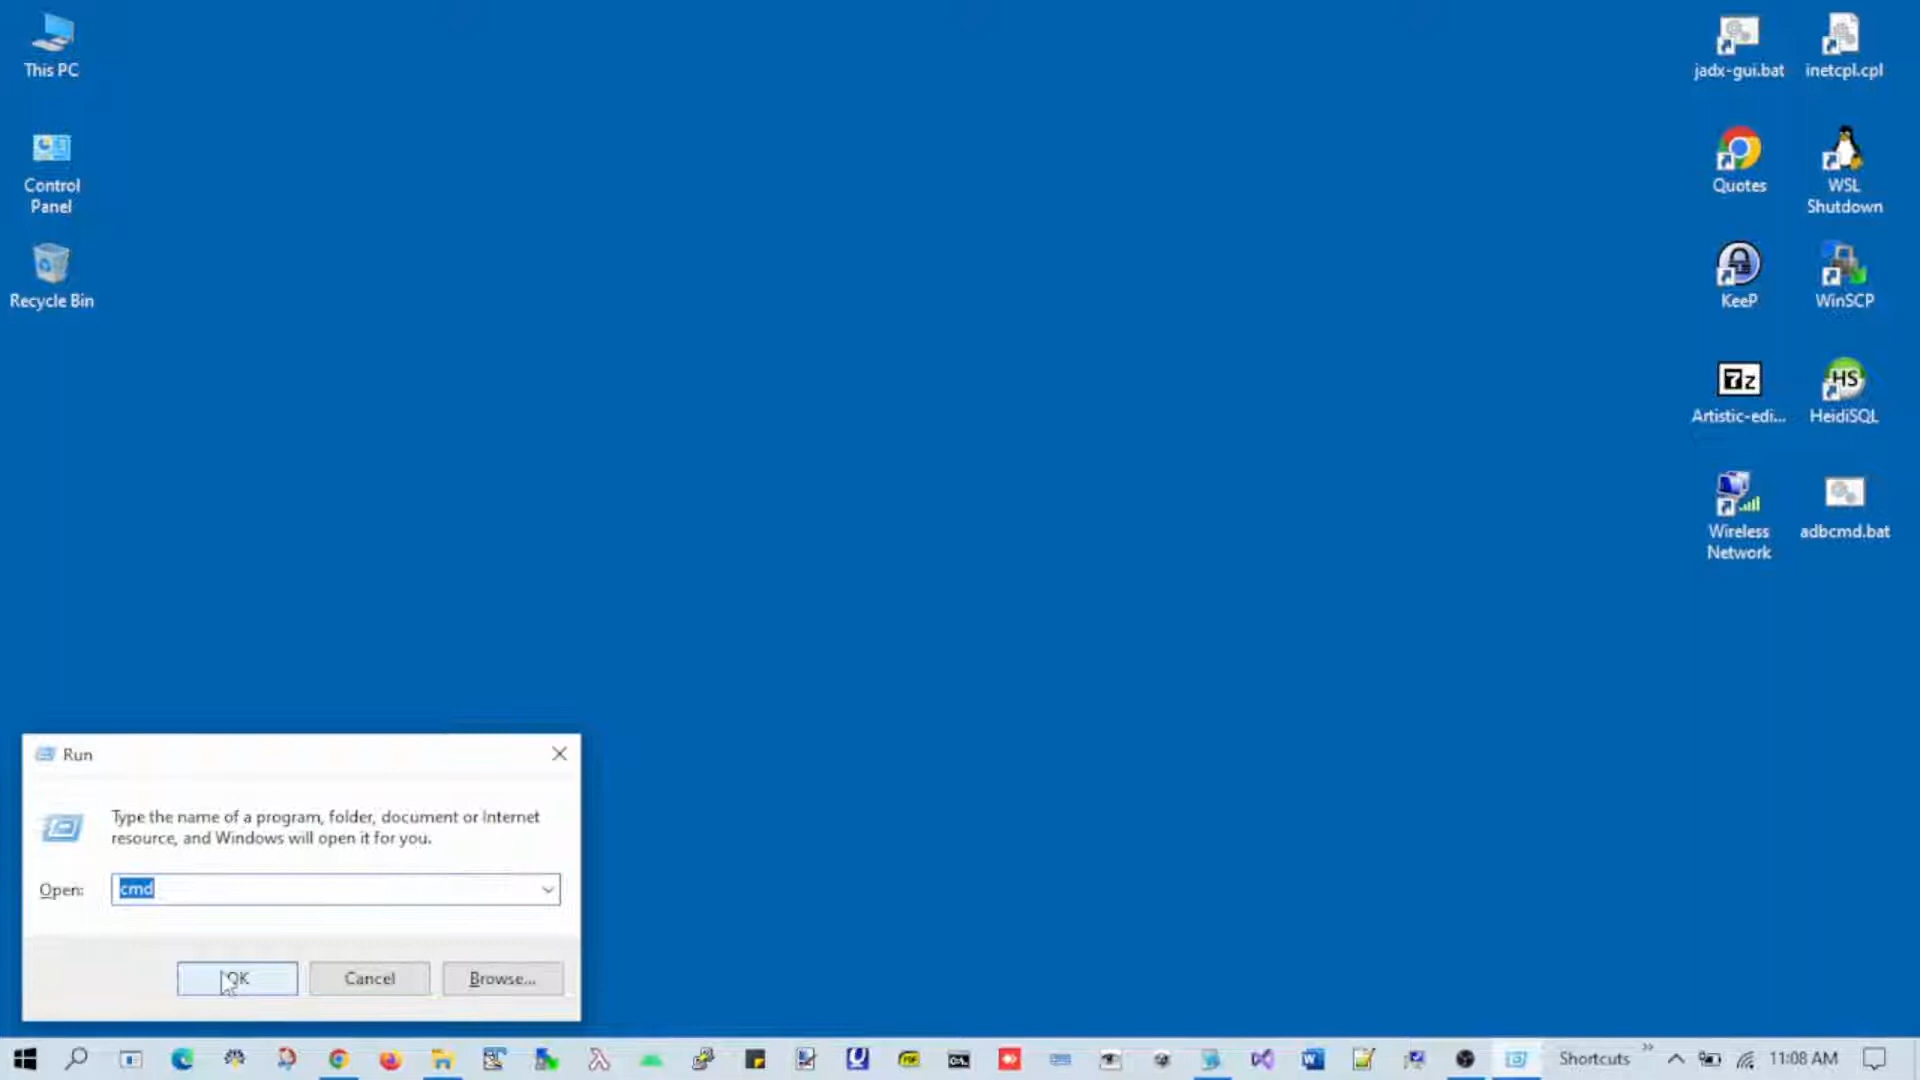 This PC
Control
Panel
Recycle Bin
jadx-gui.bat
inetcpl.cpl
Quotes
WSL
Shutdown
KeeP
WinSCP
7z
Artistic-edi...
HS
HeidiSQL
Wireless
Network
adbcmd.bat
Run
Type the name of a program, folder, document or Internet
resource, and Windows will open it for you.
Open:
cmd
OK
Cancel
Browse...
Shortcuts
11:08 AM